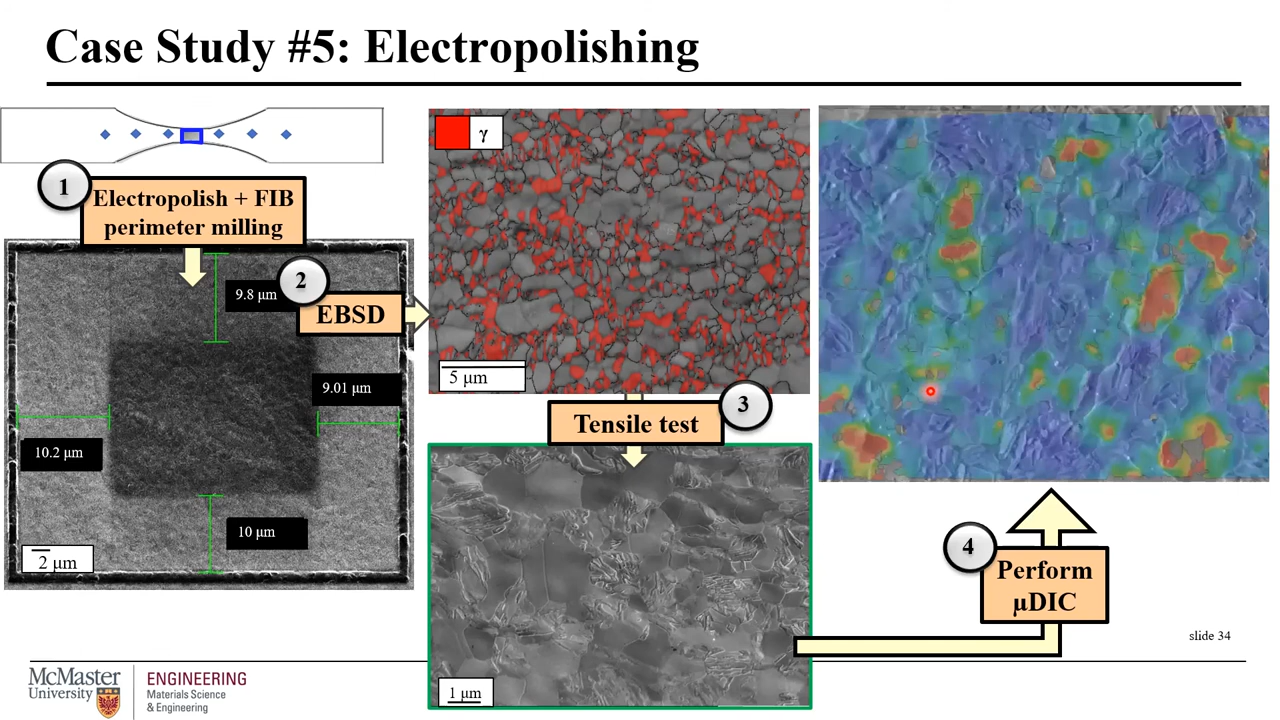 Case Study #5: Electropolishing
1
Electropolish + FIB
perimeter milling
9.8 μm
9.01 μm
10.2 μm
10 μm
2 μm
2
EBSD
γ
5 μm
3
Tensile test
1 μm
4
Perform
μDIC
slide 34
McMaster
University
ENGINEERING
Materials Science
& Engineering